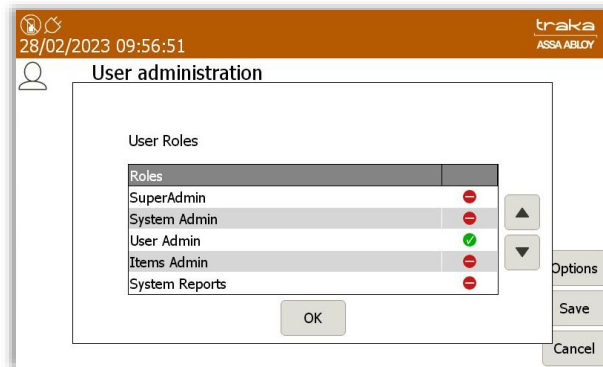 traka
28/02/2023 09:56:51
ASSA ABLOY
User administration
User Roles
Roles
SuperAdmin
System Admin
User Admin
Items Admin
System Reports
Options
OK
Save
Cancel